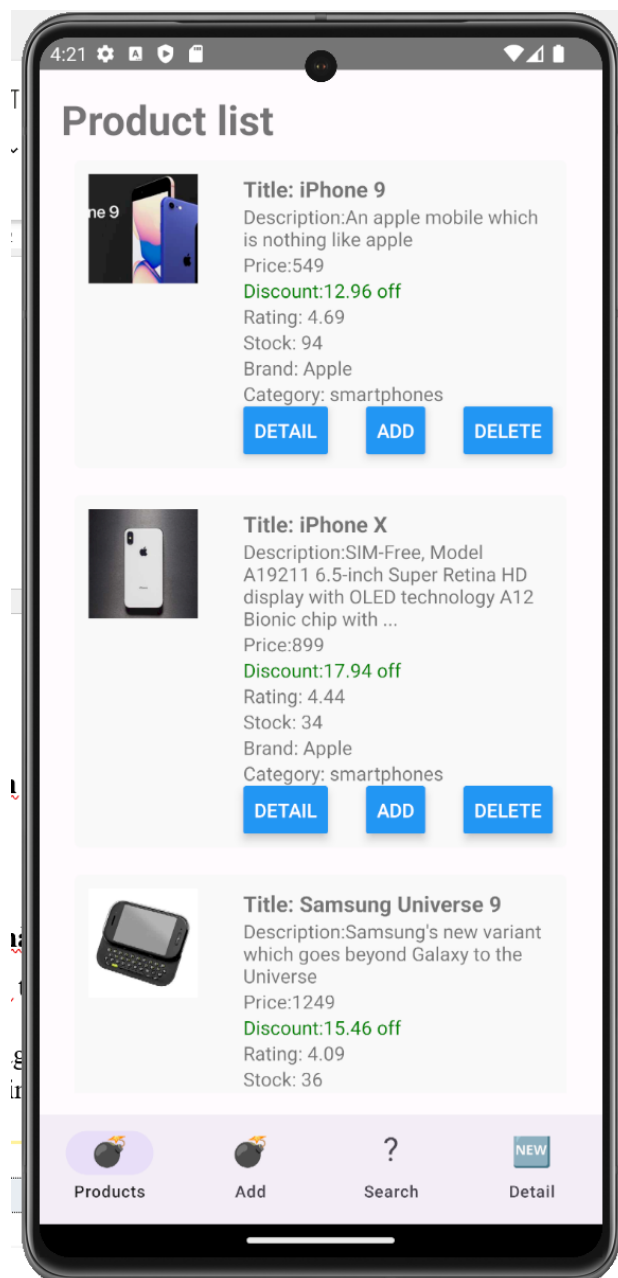 4:21
Product list
ne 9
Title: iPhone 9
Description:An apple mobile which
is nothing like apple
Price:549
Discount:12.96 off
Rating: 4.69
Stock: 94
Brand: Apple
Category: smartphones
DETAIL ADD DELETE
Title: iPhone X
Description:SIM-Free, Model
A19211 6.5-inch Super Retina HD
display with OLED technology A12
Bionic chip with ...
Price:899
Discount:17.94 off
Rating: 4.44
Stock: 34
Brand: Apple
Category: smartphones
DETAIL ADD DELETE
Title: Samsung Universe 9
Description:Samsung's new variant
which goes beyond Galaxy to the
Universe
Price:1249
Discount:15.46 off
Rating: 4.09
Stock: 36
? NEW
Products Add Search Detail